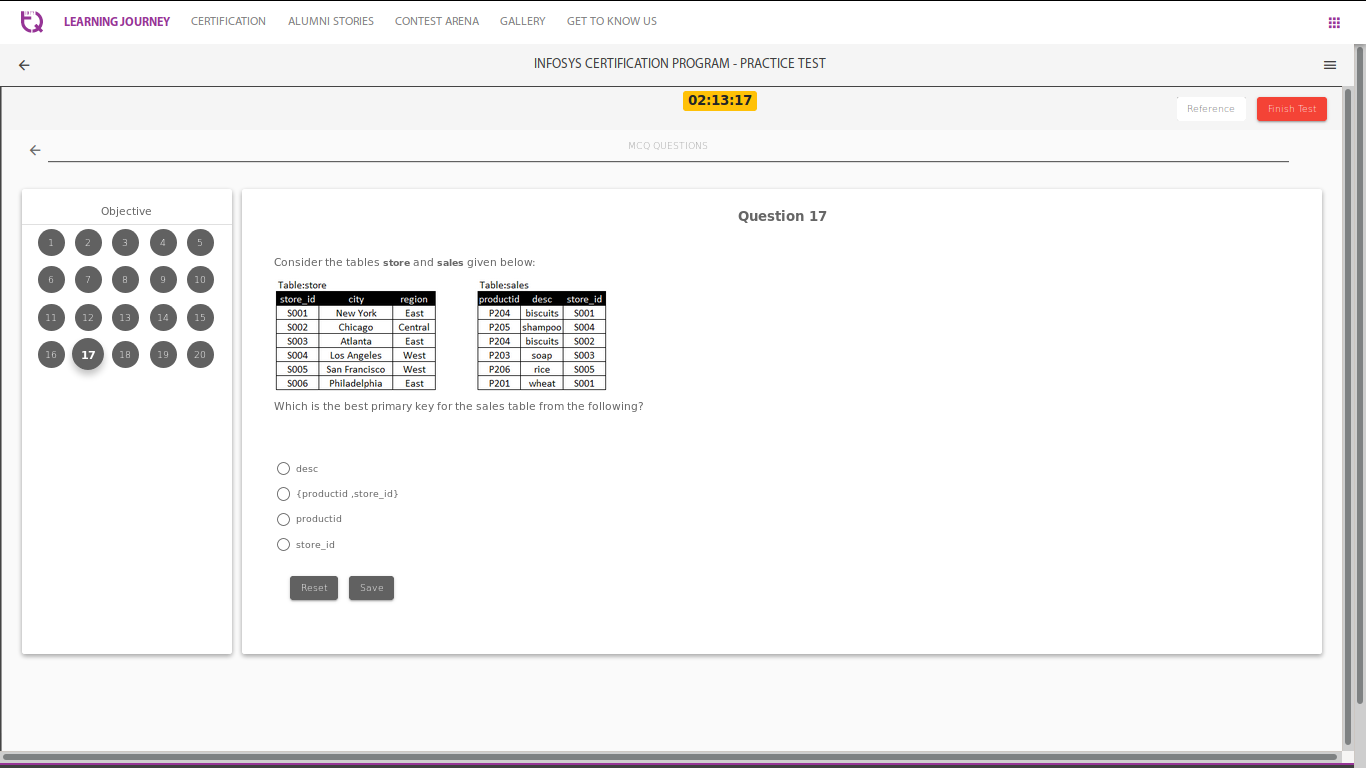 LEARNING JOURNEY CERTIFICATION ALUMNI STORIES CONTEST ARENA GALLERY GET TO KNOW US
INFOSYS CERTIFICATION PROGRAM - PRACTICE TEST
02:13:17
Reference Finish Test
MCQ QUESTIONS
Objective
1 2 3 4 5
6 7 8 9 10
11 12 13 14 15
16 17 18 19 20
Question 17
Consider the tables store and sales given below:
Table:store
store_id city region
S001 New York East
S002 Chicago Central
S003 Atlanta East
S004 Los Angeles West
S005 San Francisco West
S006 Philadelphia East
Table:sales
productid desc store_id
P204 biscuits S001
P205 shampoo S004
P204 biscuits S002
P203 soap S003
P206 rice S005
P201 wheat S001
Which is the best primary key for the sales table from the following?
desc
{productid ,store_id}
productid
store_id
Reset Save